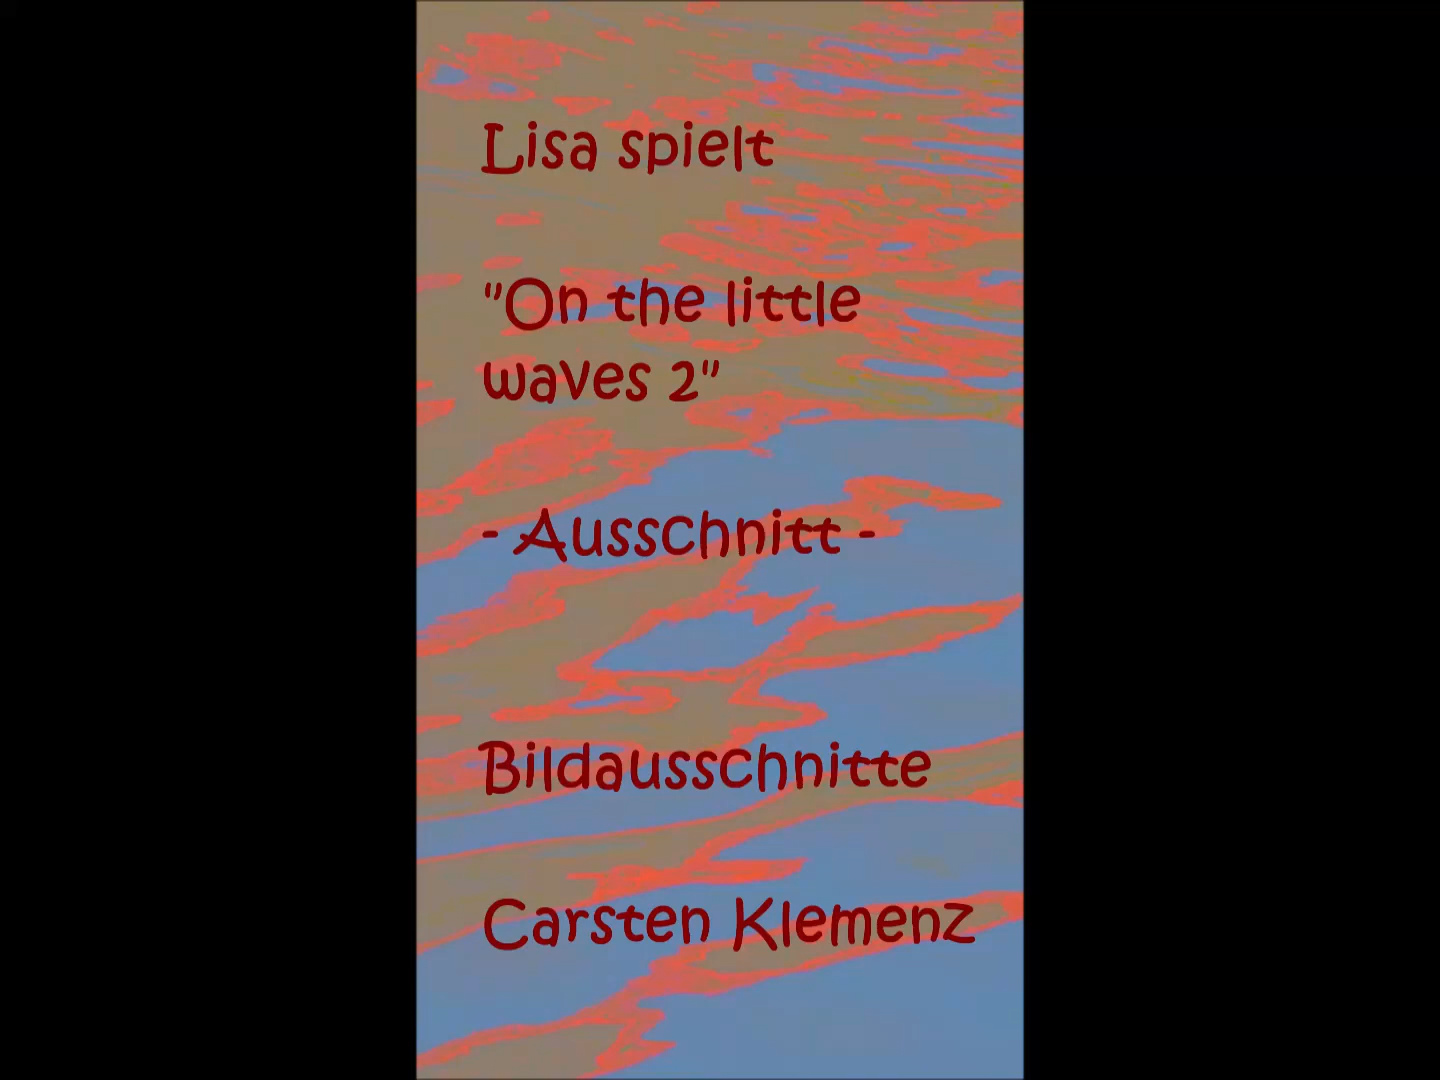 Lisa spielt
"On the little
waves 2"
- Ausschnitt -
Bildausschnitte
Carsten Klemenz